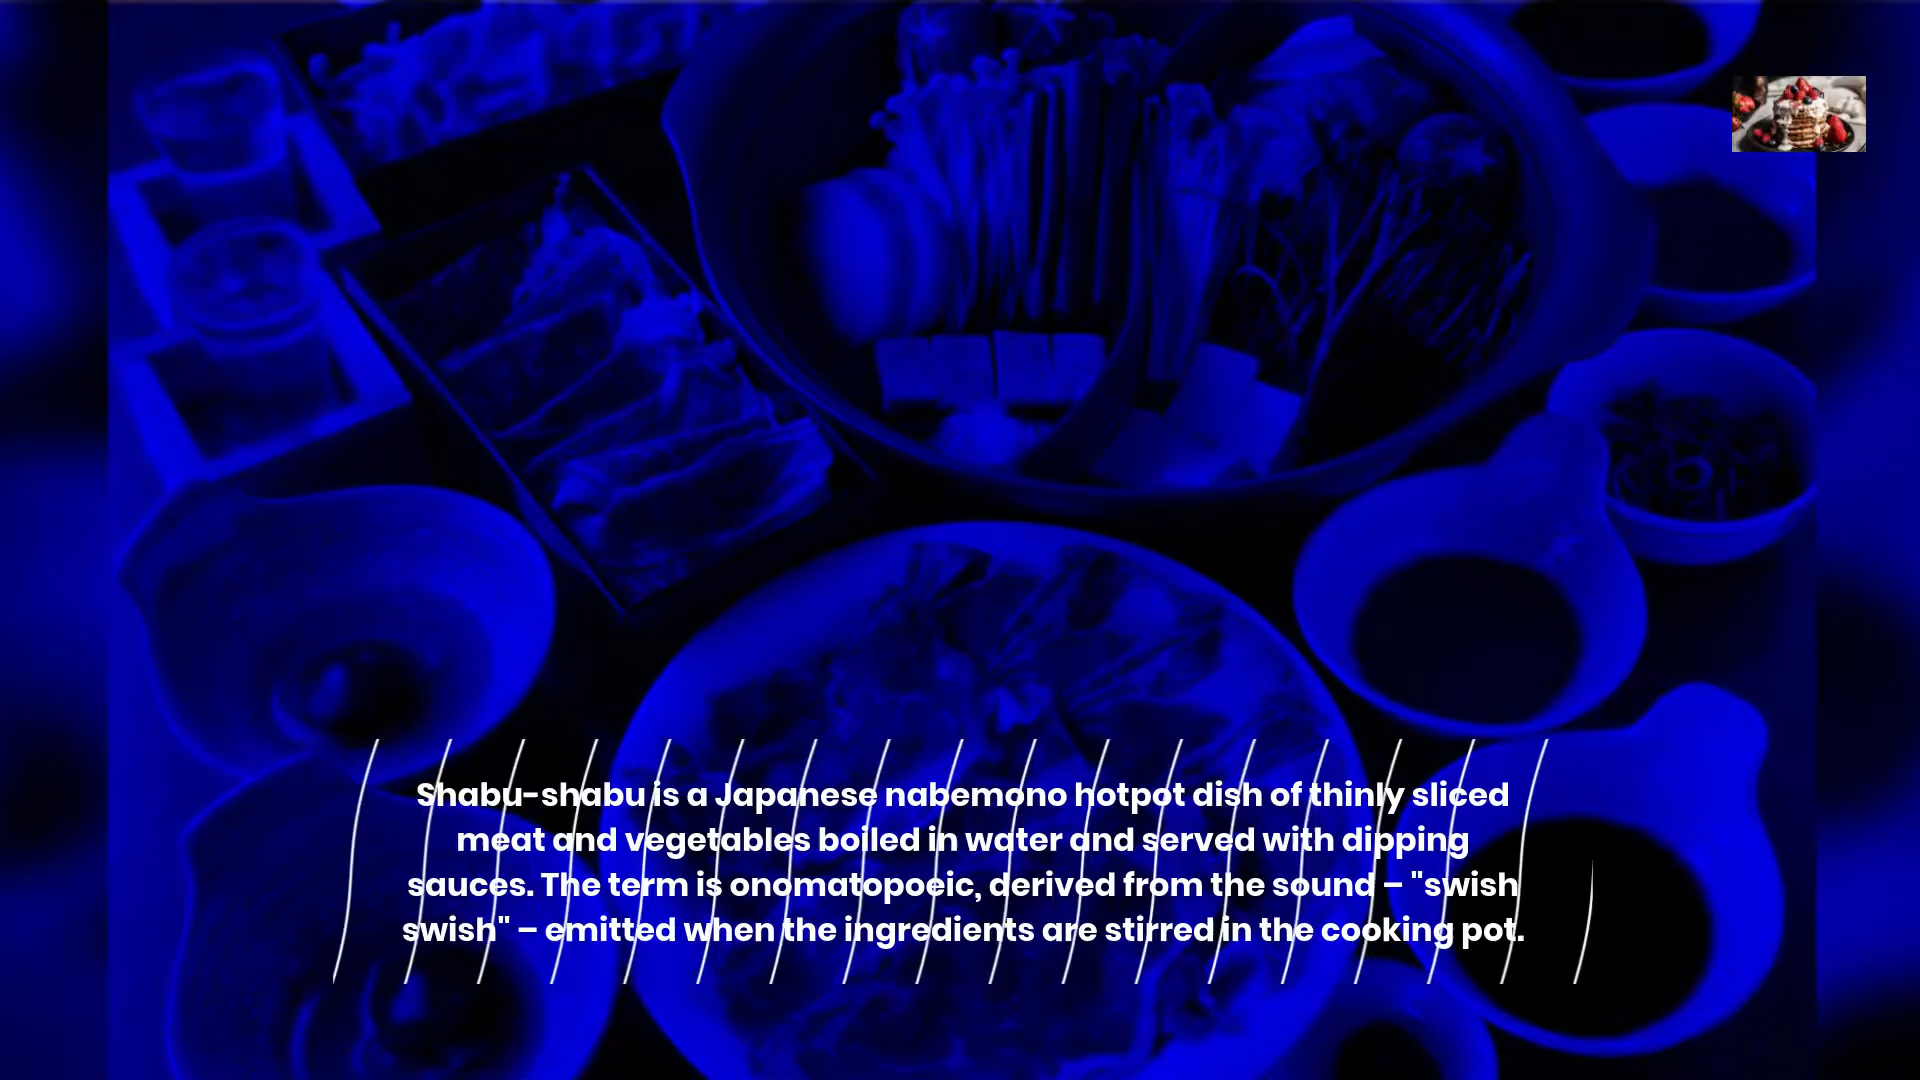 Shabu-shabu is a Japanese nabemono hotpot dish of thinly sliced
meat and vegetables boiled in water and served with dipping
sauces. The term is onomatopoeic, derived from the sound – "swish
swish" – emitted when the ingredients are stirred in the cooking pot.